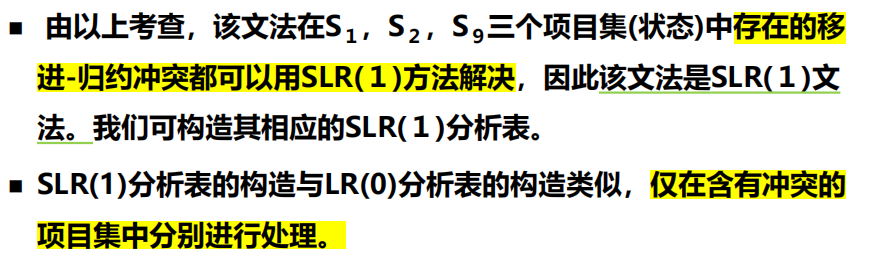 ■ 由以上考查，该文法在S₁，S₂，S₉三个项目集(状态)中存在的移
进-归约冲突都可以用SLR(１)方法解决，因此该文法是SLR(１)文
法。我们可构造其相应的SLR(１)分析表。
■ SLR(1)分析表的构造与LR(0)分析表的构造类似，仅在含有冲突的
项目集中分别进行处理。